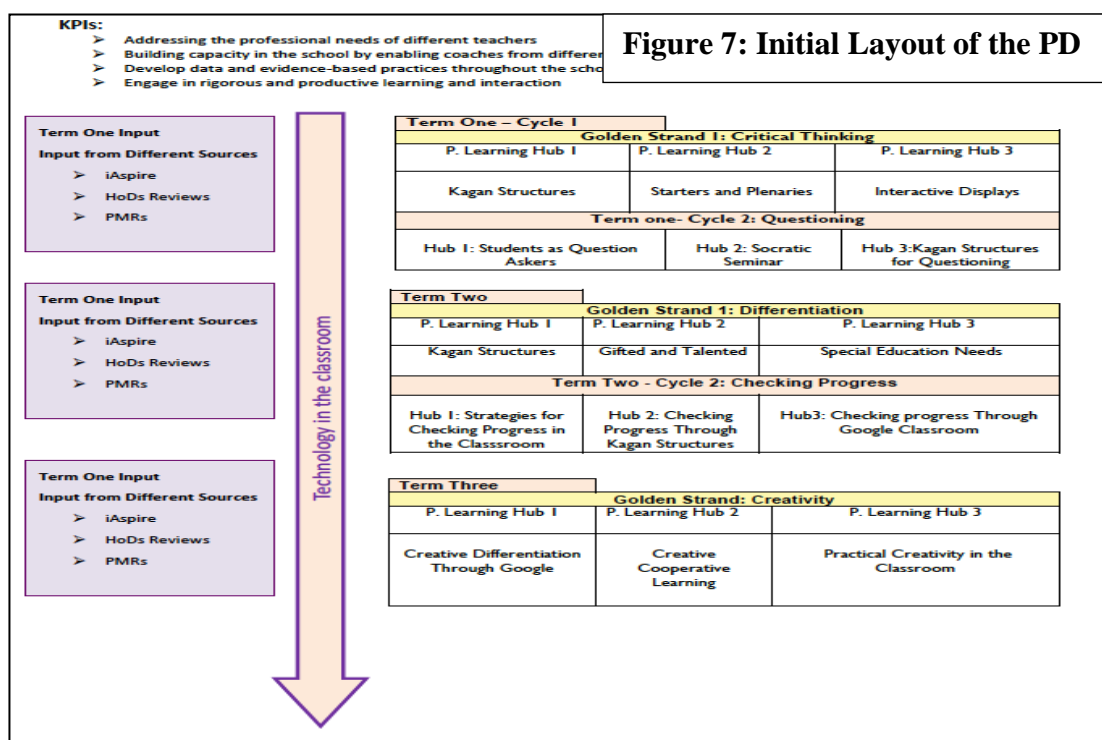 KPIs:
➢ Addressing the professional needs of different teachers
➢ Building capacity in the school by enabling coaches from different
➢ Develop data and evidence-based practices throughout the scho
➢ Engage in rigorous and productive learning and interaction
Figure 7: Initial Layout of the PD
Term One Input
Input from Different Sources
➢ iAspire
➢ HoDs Reviews
➢ PMRs
Term One Input
Input from Different Sources
➢ iAspire
➢ HoDs Reviews
➢ PMRs
Term One Input
Input from Different Sources
➢ iAspire
➢ HoDs Reviews
➢ PMRs
Technology in the classroom
Term One – Cycle 1
Golden Strand 1: Critical Thinking
P. Learning Hub 1 P. Learning Hub 2 P. Learning Hub 3
Kagan Structures Starters and Plenaries Interactive Displays
Term one- Cycle 2: Questioning
Hub 1: Students as Question
Askers
Hub 2: Socratic
Seminar
Hub 3:Kagan Structures
for Questioning
Term Two
Golden Strand 1: Differentiation
P. Learning Hub 1 P. Learning Hub 2 P. Learning Hub 3
Kagan Structures Gifted and Talented Special Education Needs
Term Two - Cycle 2: Checking Progress
Hub 1: Strategies for
Checking Progress in
the Classsroom
Hub 2: Checking
Progress Through
Kagan Structures
Hub3: Checking progress Through
Google Classroom
Term Three
Golden Strand: Creativity
P. Learning Hub 1 P. Learning Hub 2 P. Learning Hub 3
Creative Differentiation
Through Google
Creative
Cooperative
Learning
Practical Creativity in the
Classroom